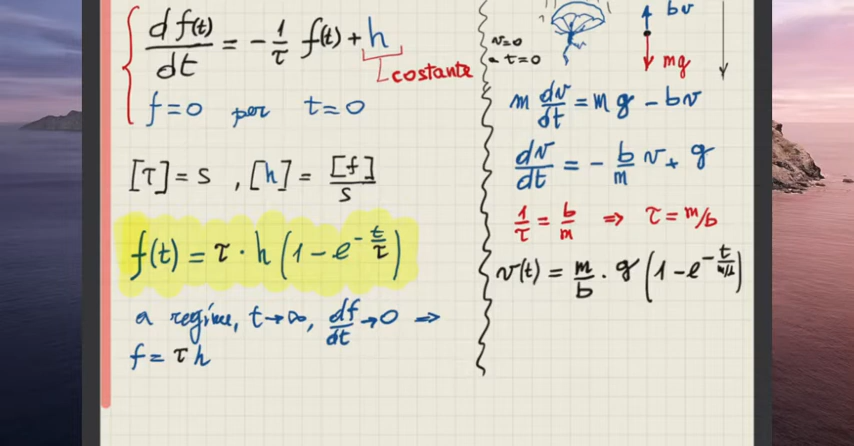 df(t)/dt = - 1/τ f(t) + h
costante
f=0 per t=0
[τ] = s , [h] = [f]/s
f(t) = τ · h (1 - e^(-t/τ))
a regime, t→∞, df/dt → 0 ⇒
f = τ h
v=0
t=0
bv
mg
m dv/dt = mg - bv
dv/dt = - b/m v + g
1/τ = b/m ⇒ τ = m/b
v(t) = m/b · g (1 - e^(-t/(m/b)))